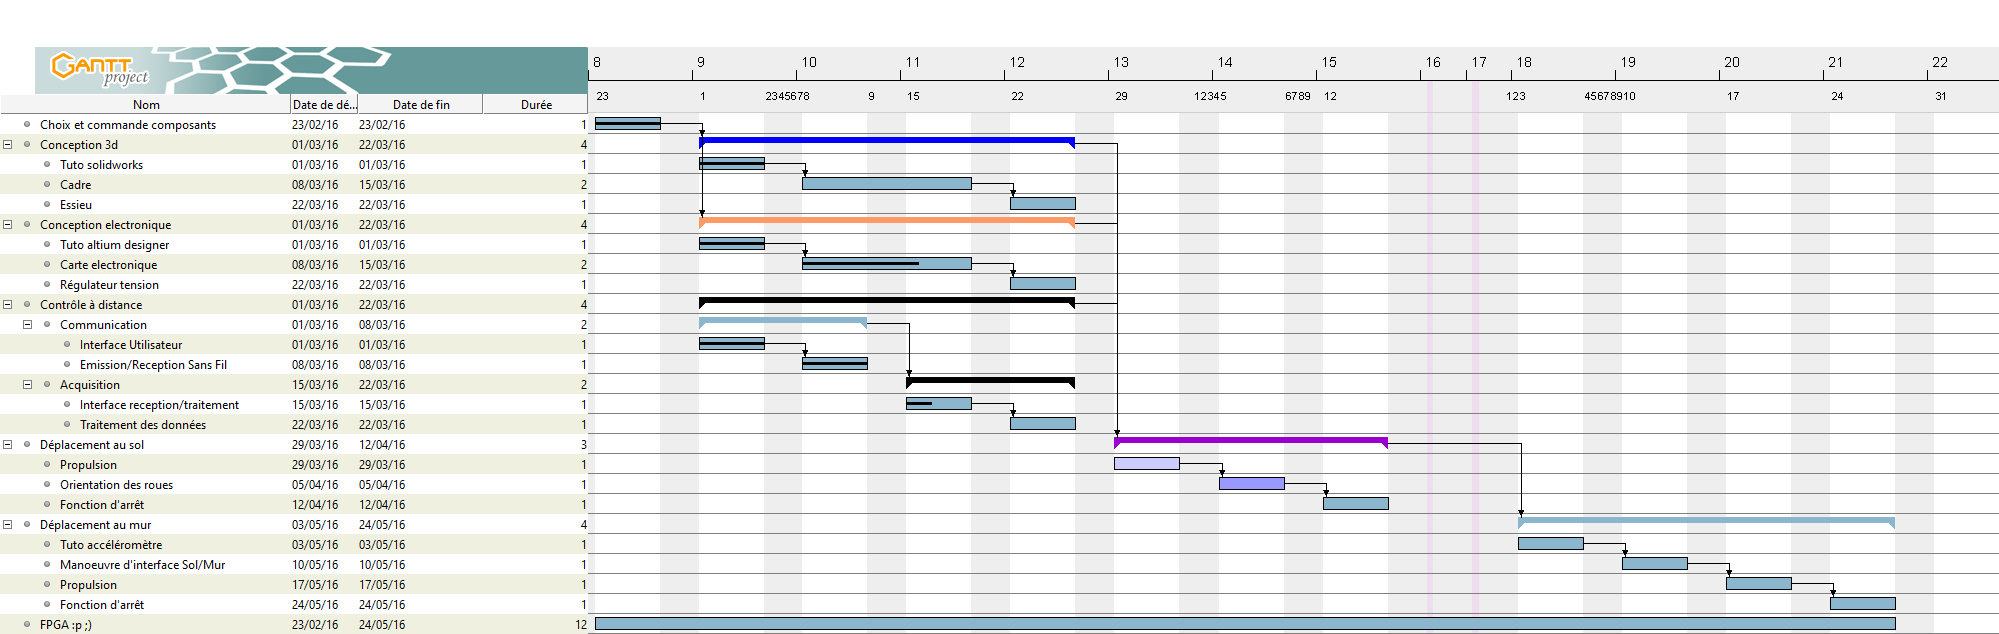 GANTT
project
8 9 10 11 12 13 14 15 16 17 18 19 20 21 22
23 1 2345678 9 15 22 29 12345 6789 12 123 45678910 17 24 31
Nom Date de dé... Date de fin Durée
Choix et commande composants 23/02/16 23/02/16 1
Conception 3d 01/03/16 22/03/16 4
Tuto solidworks 01/03/16 01/03/16 1
Cadre 08/03/16 15/03/16 2
Essieu 22/03/16 22/03/16 1
Conception electronique 01/03/16 22/03/16 4
Tuto altium designer 01/03/16 01/03/16 1
Carte electronique 08/03/16 15/03/16 2
Régulateur tension 22/03/16 22/03/16 1
Contrôle à distance 01/03/16 22/03/16 4
Communication 01/03/16 08/03/16 2
Interface Utilisateur 01/03/16 01/03/16 1
Emission/Reception Sans Fil 08/03/16 08/03/16 1
Acquisition 15/03/16 22/03/16 2
Interface reception/traitement 15/03/16 15/03/16 1
Traitement des données 22/03/16 22/03/16 1
Déplacement au sol 29/03/16 12/04/16 3
Propulsion 29/03/16 29/03/16 1
Orientation des roues 05/04/16 05/04/16 1
Fonction d'arrêt 12/04/16 12/04/16 1
Déplacement au mur 03/05/16 24/05/16 4
Tuto accéléromètre 03/05/16 03/05/16 1
Manoeuvre d'interface Sol/Mur 10/05/16 10/05/16 1
Propulsion 17/05/16 17/05/16 1
Fonction d'arrêt 24/05/16 24/05/16 1
FPGA :p ;) 23/02/16 24/05/16 12